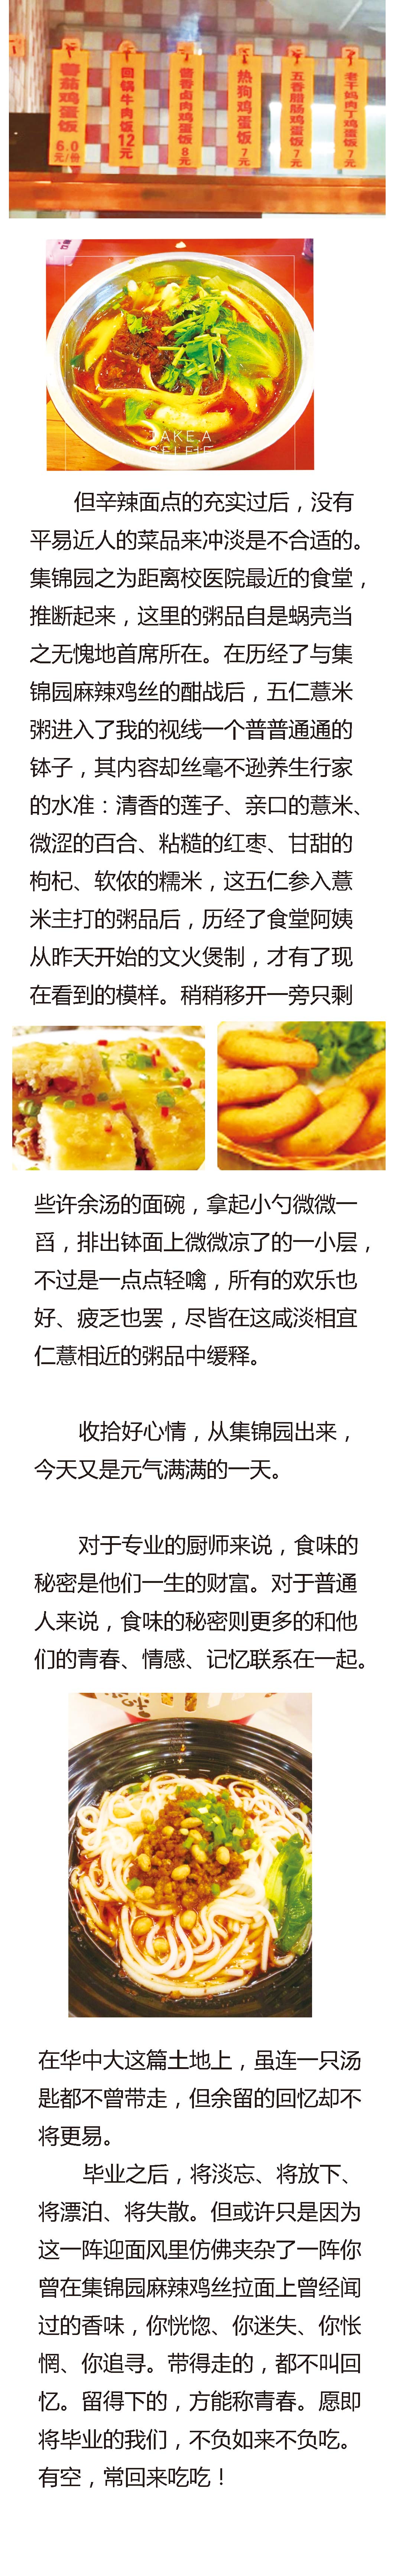 番茄鸡蛋饭
6.0元/份
回锅牛肉饭
12元
酱香卤肉鸡蛋饭
8元
热狗鸡蛋饭
7元
五香腊肠鸡蛋饭
7元
老干妈肉丁鸡蛋饭
7元
TAKE A
SELFIE
但辛辣面点的充实过后，没有
平易近人的菜品来冲淡是不合适的。
集锦园之为距离校医院最近的食堂，
推断起来，这里的粥品自是蜗壳当
之无愧地首席所在。在历经了与集
锦园麻辣鸡丝的酣战后，五仁薏米
粥进入了我的视线一个普普通通的
钵子，其内容却丝毫不逊养生行家
的水准：清香的莲子、亲口的薏米、
微涩的百合、粘糙的红枣、甘甜的
枸杞、软侬的糯米，这五仁参入薏
米主打的粥品后，历经了食堂阿姨
从昨天开始的文火煲制，才有了现
在看到的模样。稍稍移开一旁只剩
些许余汤的面碗，拿起小勺微微一
舀，排出钵面上微微凉了的一小层，
不过是一点点轻噙，所有的欢乐也
好、疲乏也罢，尽皆在这咸淡相宜
仁薏相近的粥品中缓释。
收拾好心情，从集锦园出来，
今天又是元气满满的一天。
对于专业的厨师来说，食味的
秘密是他们一生的财富。对于普通
人来说，食味的秘密则更多的和他
们的青春、情感、记忆联系在一起。
在华中大这篇土地上，虽连一只汤
匙都不曾带走，但余留的回忆却不
将更易。
毕业之后，将淡忘、将放下、
将漂泊、将失散。但或许只是因为
这一阵迎面风里仿佛夹杂了一阵你
曾在集锦园麻辣鸡丝拉面上曾经闻
过的香味，你恍惚、你迷失、你怅
惘、你追寻。带得走的，都不叫回
忆。留得下的，方能称青春。愿即
将毕业的我们，不负如来不负吃。
有空，常回来吃吃！